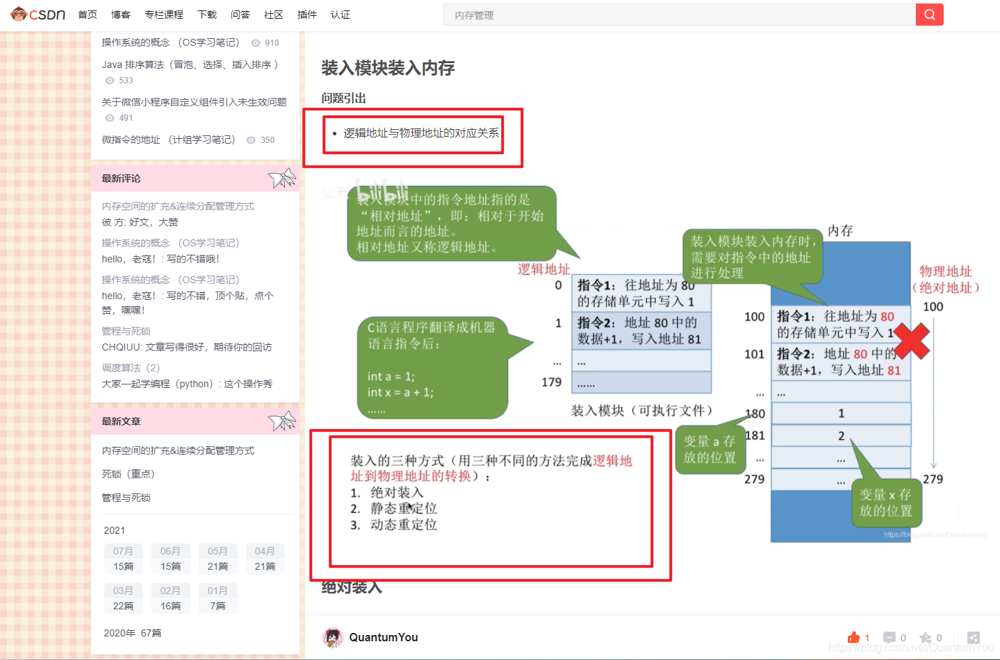 CSDN 首页 博客 专栏课程 下载 问答 社区 插件 认证 内存管理
操作系统的概念 （OS学习笔记） 910
Java 排序算法（冒泡、选择、插入排序 ）
533
关于微信小程序自定义组件引入未生效问题
491
微指令的地址 （计组学习笔记） 350
最新评论
内存空间的扩充&连续分配管理方式
彼 方: 好文，大赞
操作系统的概念 （OS学习笔记）
hello，老寇！: 写的不错哦！
操作系统的概念 （OS学习笔记）
hello，老寇！: 写的不错，顶个贴，点个
赞，嘿嘿！
管程与死锁
CHQIUU: 文章写得很好，期待你的回访
调度算法（2）
大家一起学编程（python）: 这个操作秀
最新文章
内存空间的扩充&连续分配管理方式
死锁（重点）
管程与死锁
2021
07月 06月 05月 04月
15篇 15篇 21篇 21篇
03月 02月 01月
22篇 16篇 7篇
2020年 67篇
装入模块装入内存
问题引出
• 逻辑地址与物理地址的对应关系
bilibili
装入模块中的指令地址指的是
“相对地址”，即：相对于开始
地址而言的地址。
相对地址又称逻辑地址。
逻辑地址
0
指令1：往地址为 80
的存储单元中写入 1
1
指令2：地址 80 中的
数据+1，写入地址 81
... ...
179 ......
装入模块（可执行文件）
C语言程序翻译成机器
语言指令后：
int a = 1;
int x = a + 1;
......
装入模块装入内存时，
需要对指令中的地址
进行处理
内存
物理地址
（绝对地址）
100
100
指令1：往地址为 80
的存储单元中写入 1
101
指令2：地址 80 中的
数据+1，写入地址 81
... ...
180 1
181 2
... ...
279 ... 279
变量 a 存
放的位置
变量 x 存
放的位置
https://blog.csdn.net/QuantumYou
装入的三种方式（用三种不同的方法完成逻辑地
址到物理地址的转换）：
1. 绝对装入
2. 静态重定位
3. 动态重定位
绝对装入
QuantumYou 1 0 0
https://blog.csdn.net/QuantumYou